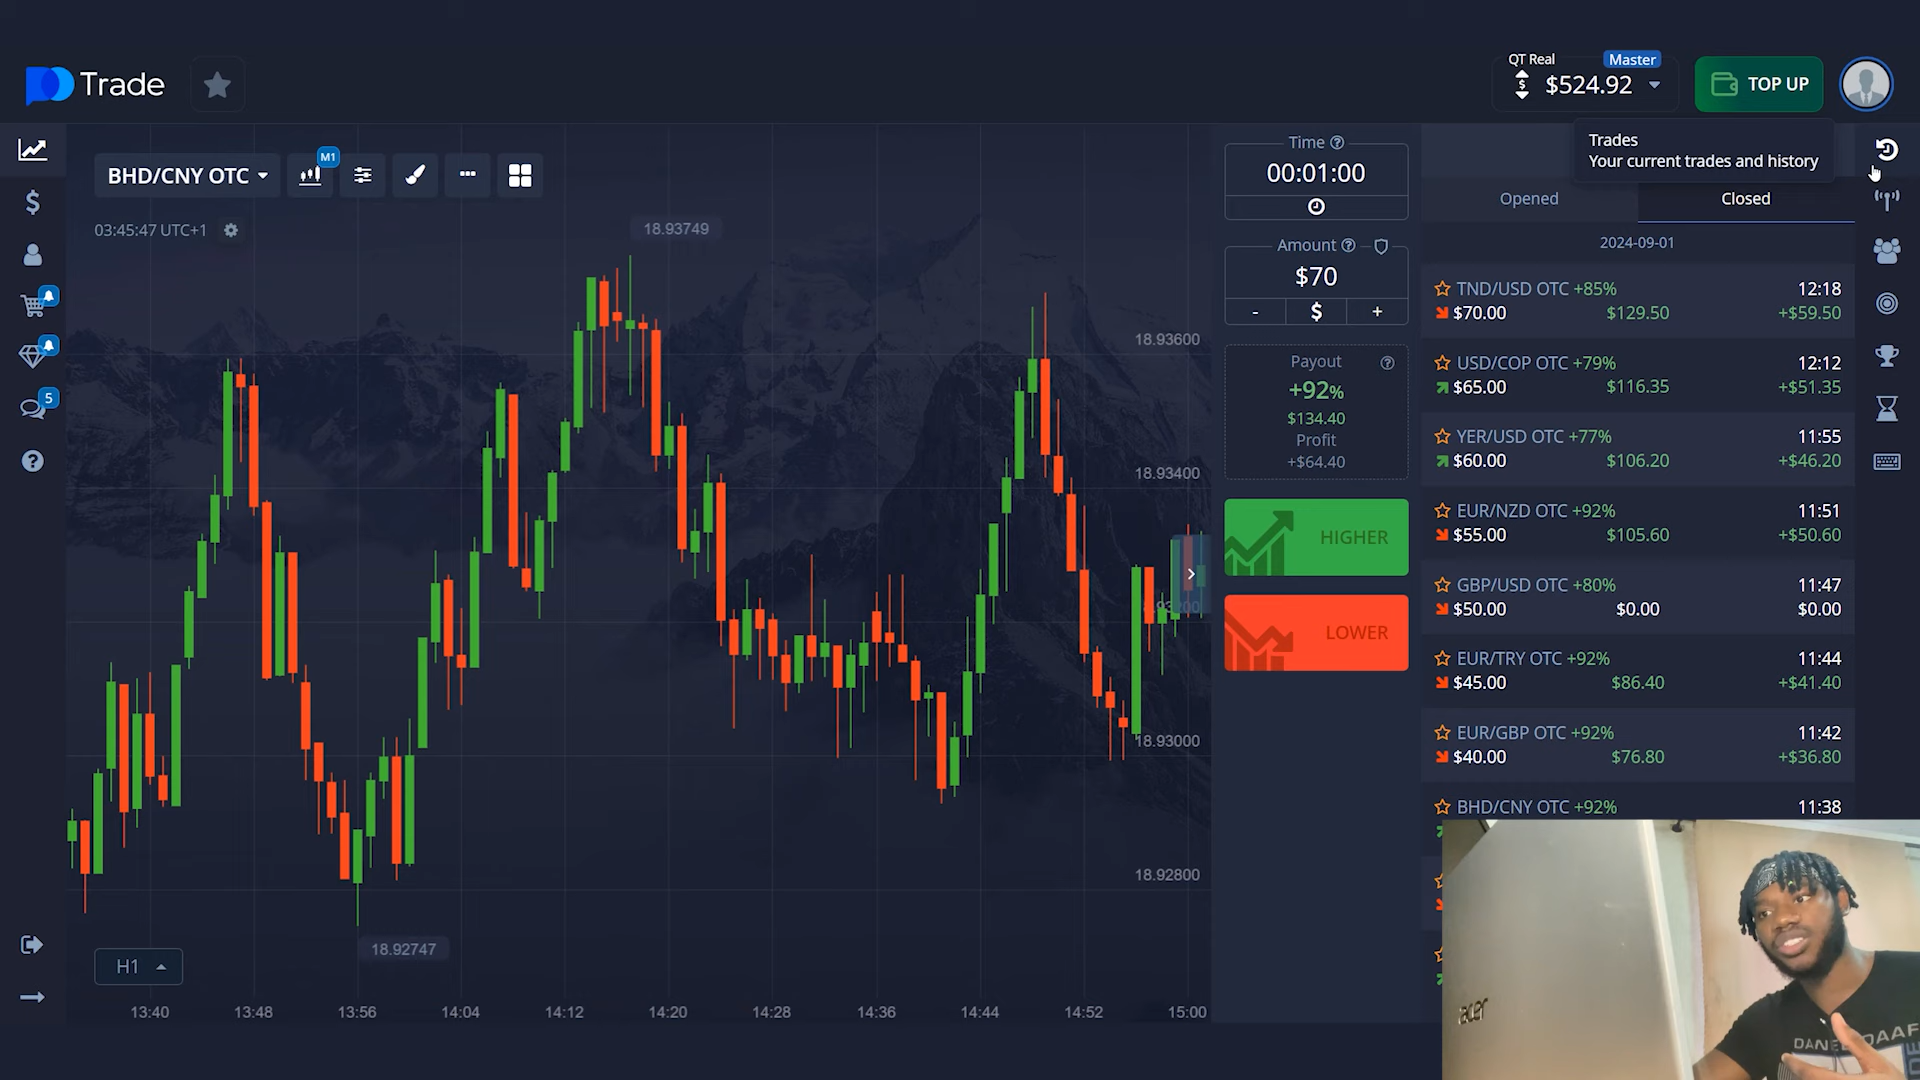 Trade
QT Real
Master
$524.92
TOP UP
Trades
Your current trades and history
BHD/CNY OTC
M1
03:45:47 UTC+1
18.93749
18.93600
18.93400
18.93200
18.93000
18.92800
18.92747
H1
13:40
13:48
13:56
14:04
14:12
14:20
14:28
14:36
14:44
14:52
15:00
5
Time
00:01:00
Amount
$70
-
$
+
Payout
+92%
$134.40
Profit
+$64.40
HIGHER
LOWER
Opened
Closed
2024-09-01
TND/USD OTC +85% 12:18
$70.00 $129.50 +$59.50
USD/COP OTC +79% 12:12
$65.00 $116.35 +$51.35
YER/USD OTC +77% 11:55
$60.00 $106.20 +$46.20
EUR/NZD OTC +92% 11:51
$55.00 $105.60 +$50.60
GBP/USD OTC +80% 11:47
$50.00 $0.00 $0.00
EUR/TRY OTC +92% 11:44
$45.00 $86.40 +$41.40
EUR/GBP OTC +92% 11:42
$40.00 $76.80 +$36.80
BHD/CNY OTC +92% 11:38
acer